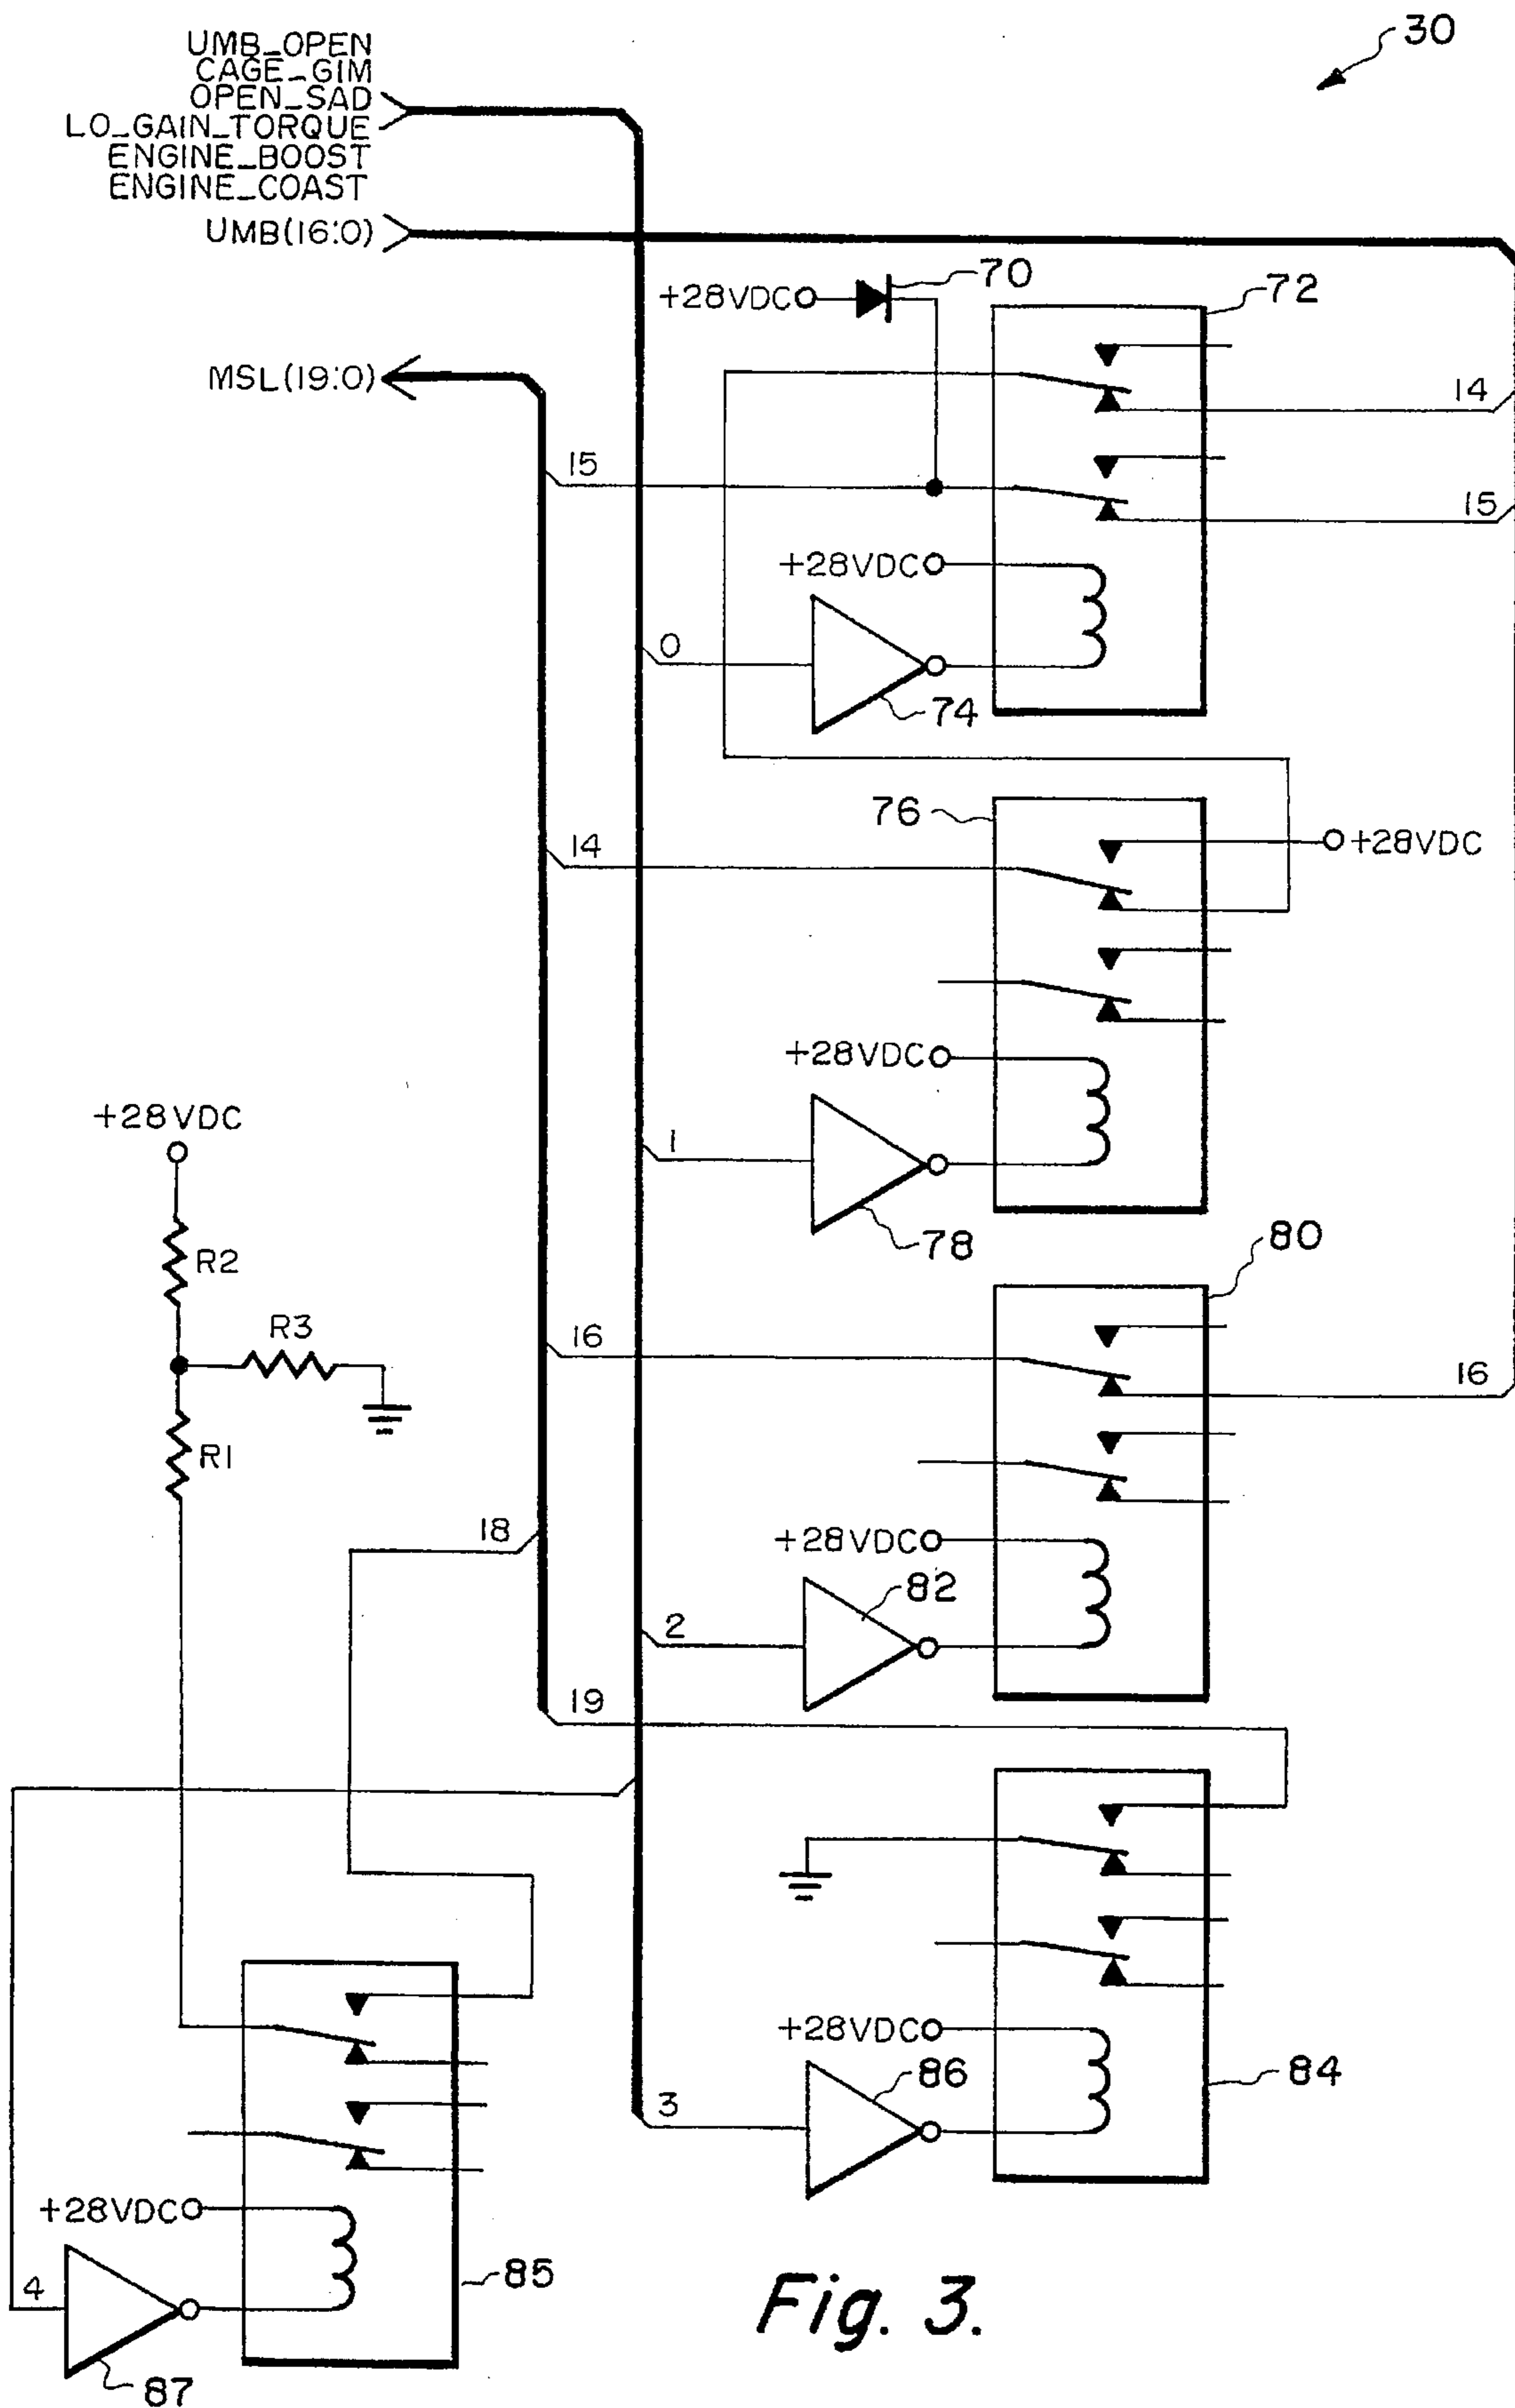 30
UMB_OPEN
CAGE_GIM
OPEN_SAD
LO_GAIN_TORQUE
ENGINE_BOOST
ENGINE_COAST
UMB(16:0)
70
+28VDC
72
MSL(19:0)
14
15
15
+28VDC
0
74
76
+28VDC
14
+28VDC
+28VDC
1
78
R2
80
R3
16
16
R1
18
+28VDC
82
2
19
+28VDC
86
84
3
+28VDC
85
4
87
Fig. 3.